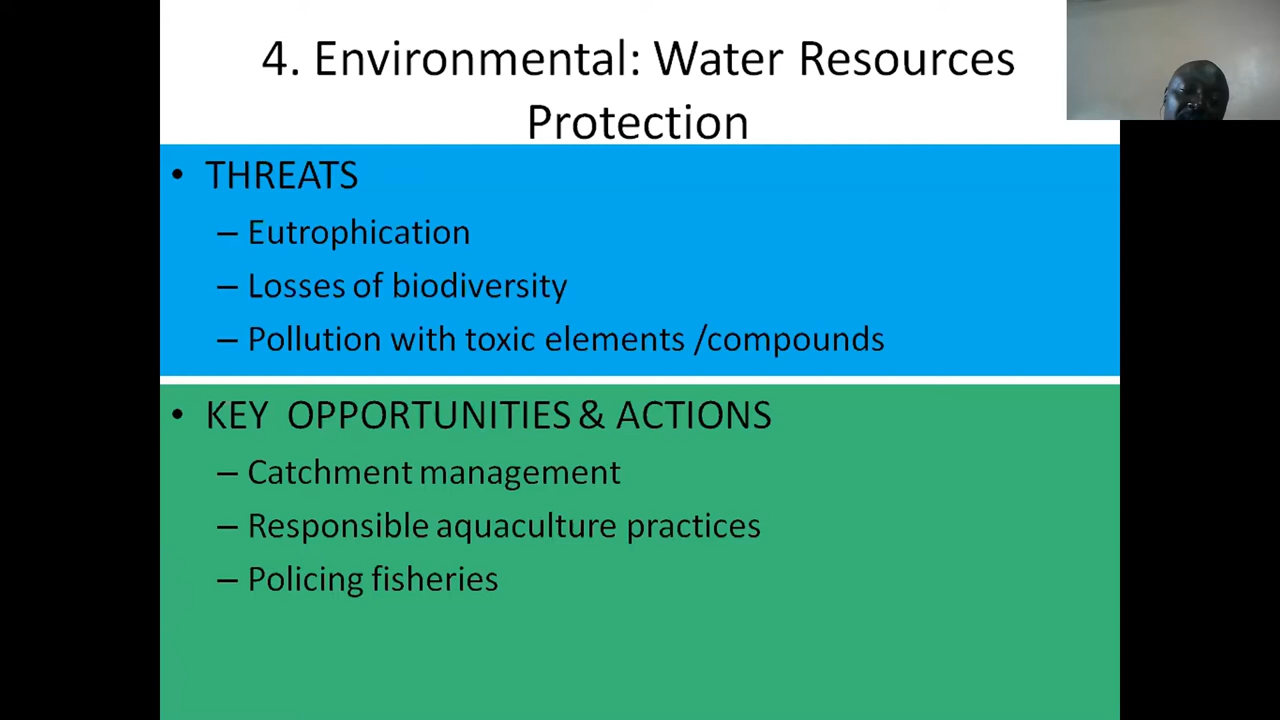 4. Environmental: Water Resources
Protection
• THREATS
– Eutrophication
– Losses of biodiversity
– Pollution with toxic elements /compounds
• KEY OPPORTUNITIES & ACTIONS
– Catchment management
– Responsible aquaculture practices
– Policing fisheries